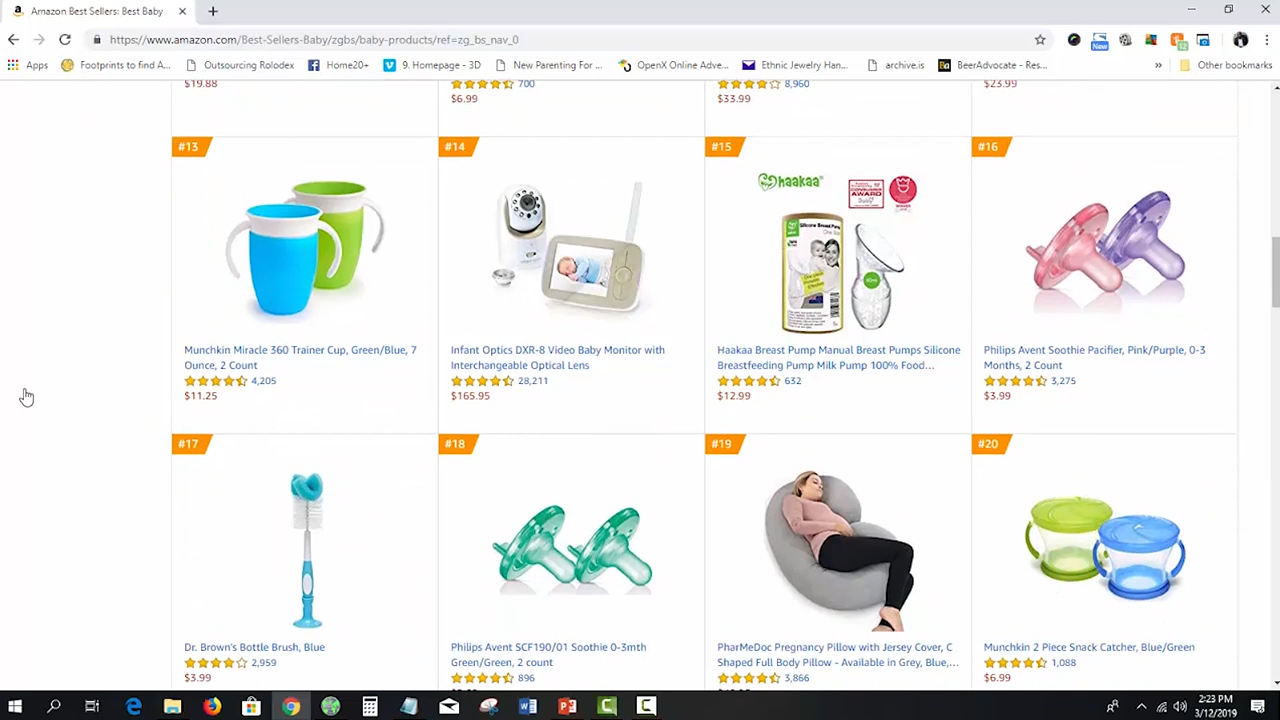 Amazon Best Sellers: Best Baby
https://www.amazon.com/Best-Sellers-Baby/zgbs/baby-products/ref=zg_bs_nav_0
New
12
Apps
Footprints to find A...
Outsourcing Rolodex
Home20+
9. Homepage - 3D
New Parenting For ...
OpenX Online Adve...
Ethnic Jewelry Han...
archive.is
BeerAdvocate - Res...
Other bookmarks
$19.88
700
$6.99
8,960
$33.99
$23.99
#13
Munchkin Miracle 360 Trainer Cup, Green/Blue, 7
Ounce, 2 Count
4,205
$11.25
#14
Infant Optics DXR-8 Video Baby Monitor with
Interchangeable Optical Lens
28,211
$165.95
#15
haakaa
AWARD
Silicone Breast Pump
Haakaa Breast Pump Manual Breast Pumps Silicone
Breastfeeding Pump Milk Pump 100% Food...
632
$12.99
#16
Philips Avent Soothie Pacifier, Pink/Purple, 0-3
Months, 2 Count
3,275
$3.99
#17
Dr. Brown's Bottle Brush, Blue
2,959
$3.99
#18
Philips Avent SCF190/01 Soothie 0-3mth
Green/Green, 2 count
896
#19
PharMeDoc Pregnancy Pillow with Jersey Cover, C
Shaped Full Body Pillow - Available in Grey, Blue,...
3,866
#20
Munchkin 2 Piece Snack Catcher, Blue/Green
1,088
$6.99
2:23 PM
3/12/2019